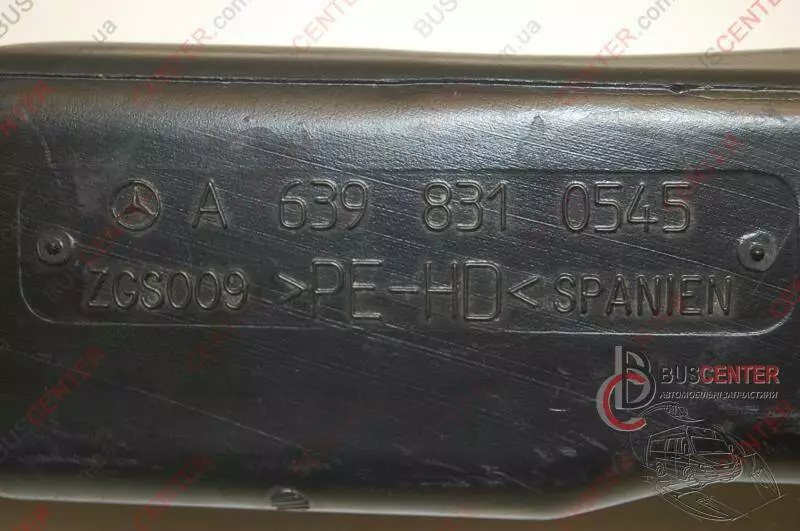 A 639 831 0545
ZGS009 >PE-HD< SPANIEN
BUSCENTER
АВТОМОБІЛЬНІ ЗАПЧАСТИНИ